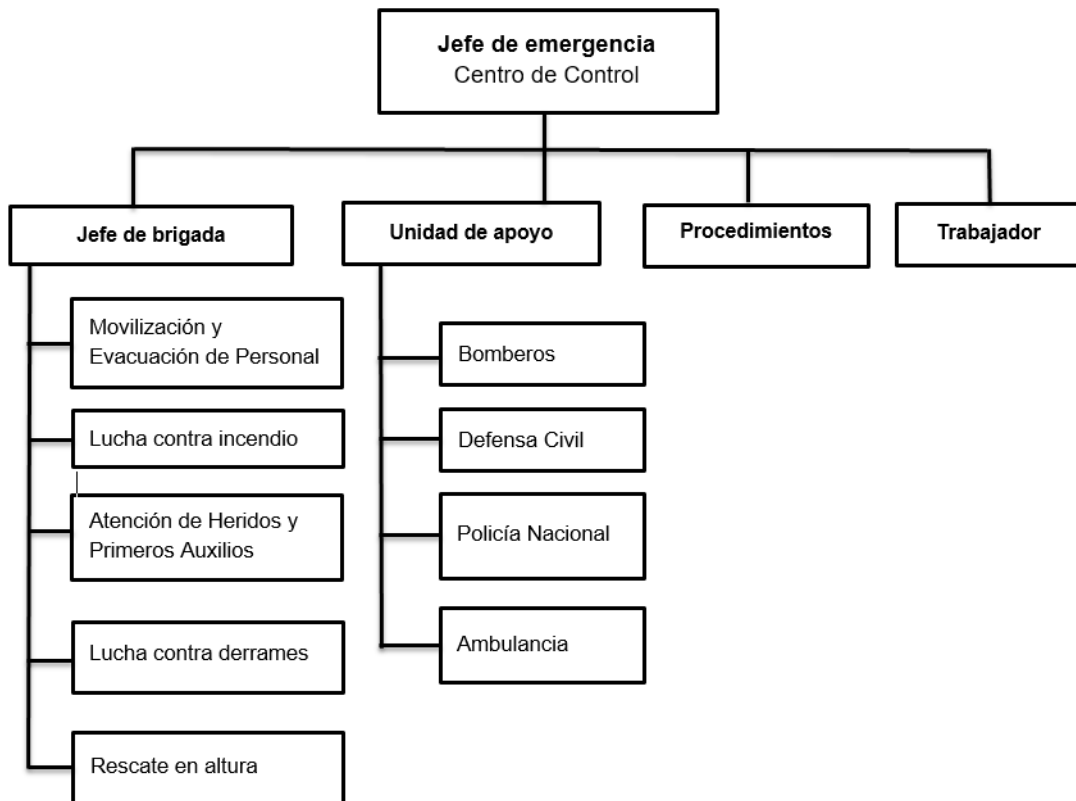 Jefe de emergencia
Centro de Control
Jefe de brigada
Unidad de apoyo
Procedimientos
Trabajador
Movilización y
Evacuación de Personal
Lucha contra incendio
Atención de Heridos y
Primeros Auxilios
Lucha contra derrames
Rescate en altura
Bomberos
Defensa Civil
Policía Nacional
Ambulancia